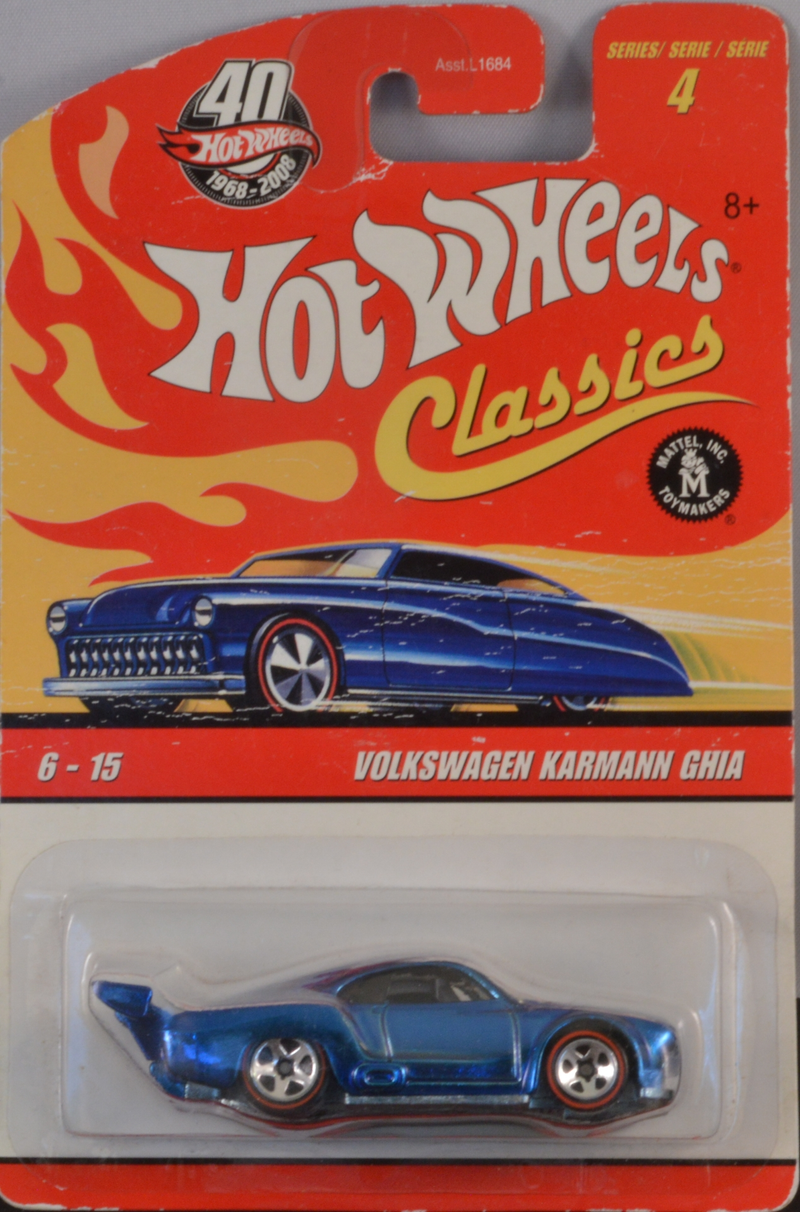 Asst.L1684
SERIES/ SERIE / SÉRIE
4
40
Hot Wheels
1968-2008
8+
Hot Wheels®
Classics
MATTEL, INC.
M
TOYMAKERS
®
6 - 15
VOLKSWAGEN KARMANN GHIA